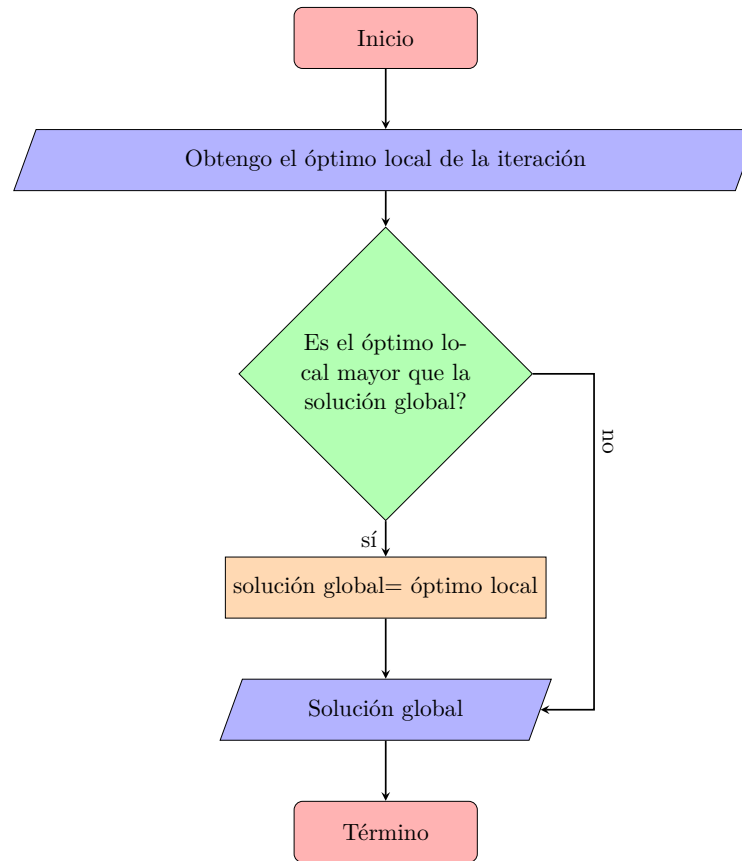 Inicio
Obtengo el óptimo local de la iteración
Es el óptimo lo-
cal mayor que la
solución global?
no
sí
solución global= óptimo local
Solución global
Término